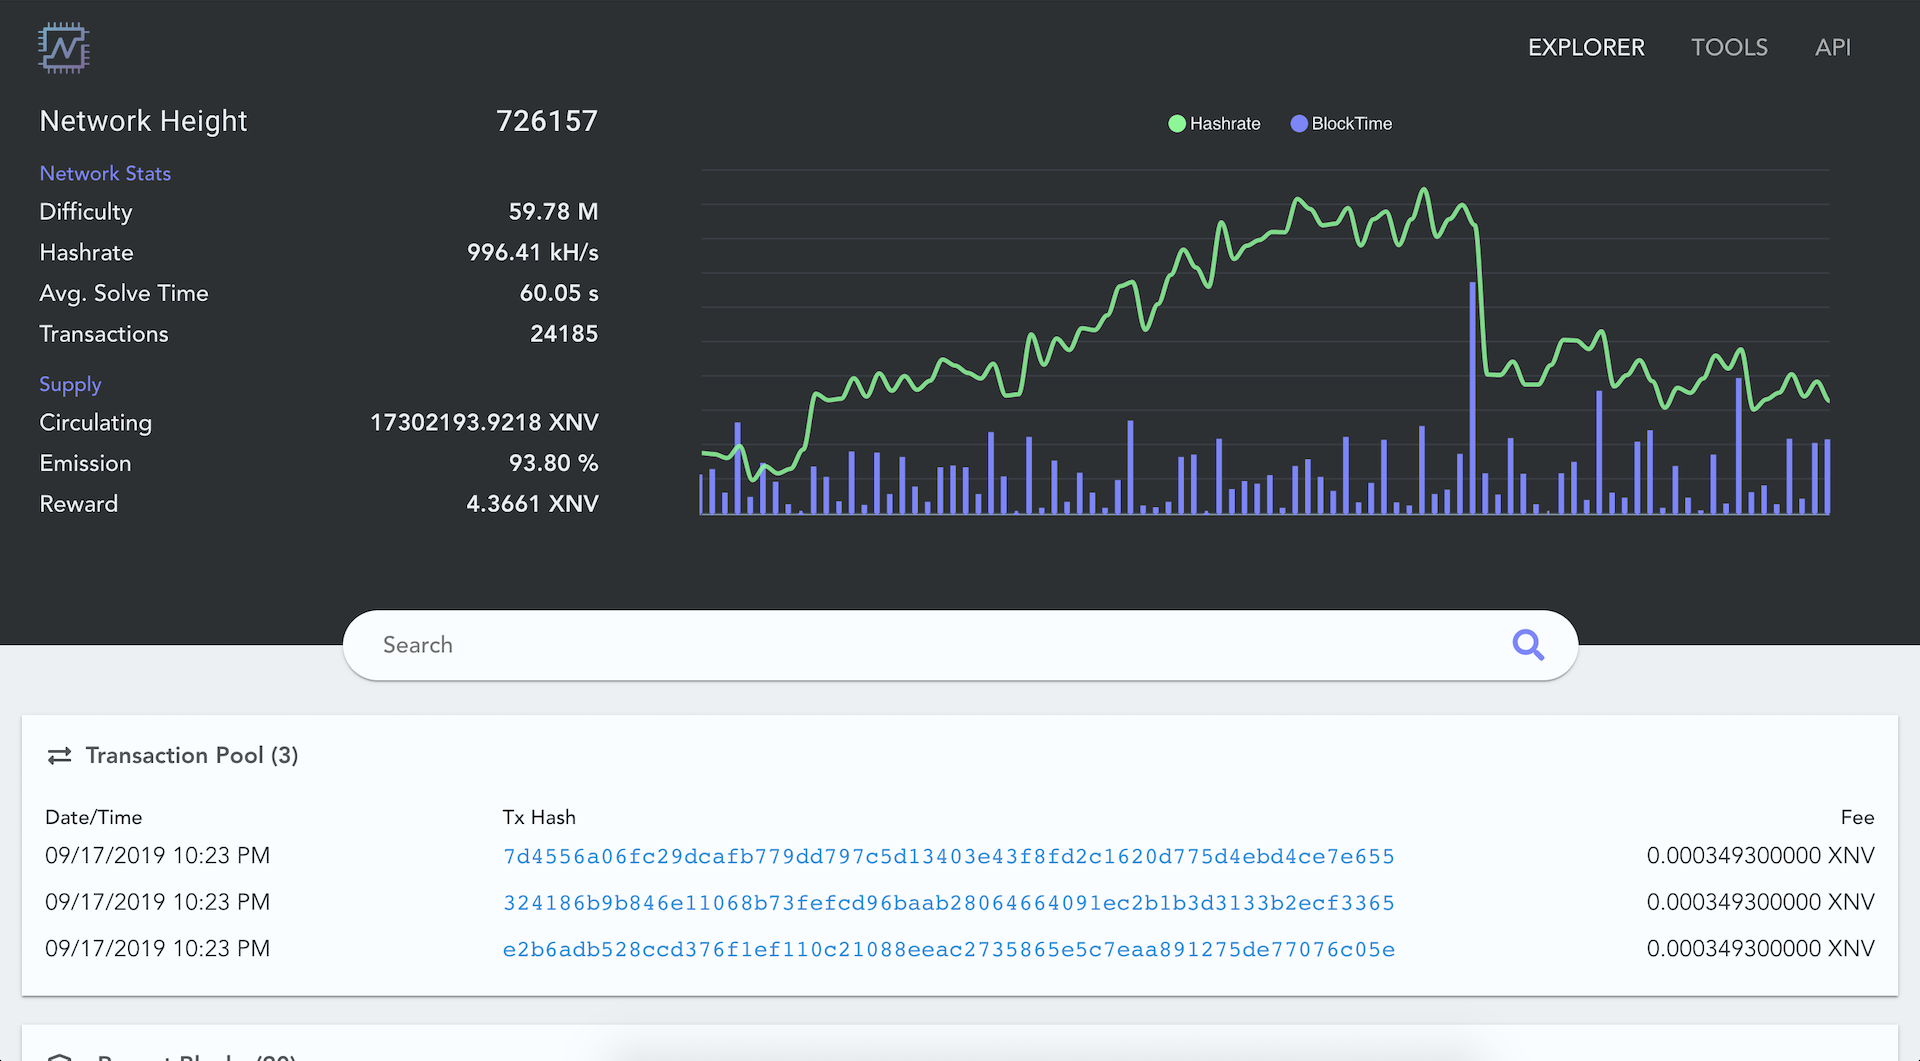 EXPLORER TOOLS API
Network Height 726157
Hashrate BlockTime
Network Stats
Difficulty 59.78 M
Hashrate 996.41 kH/s
Avg. Solve Time 60.05 s
Transactions 24185
Supply
Circulating 17302193.9218 XNV
Emission 93.80 %
Reward 4.3661 XNV
Search
Transaction Pool (3)
Date/Time Tx Hash Fee
09/17/2019 10:23 PM 7d4556a06fc29dcafb779dd797c5d13403e43f8fd2c1620d775d4ebd4ce7e655 0.000349300000 XNV
09/17/2019 10:23 PM 324186b9b846e11068b73fefcd96baab28064664091ec2b1b3d3133b2ecf3365 0.000349300000 XNV
09/17/2019 10:23 PM e2b6adb528ccd376f1ef110c21088eeac2735865e5c7eaa891275de77076c05e 0.000349300000 XNV